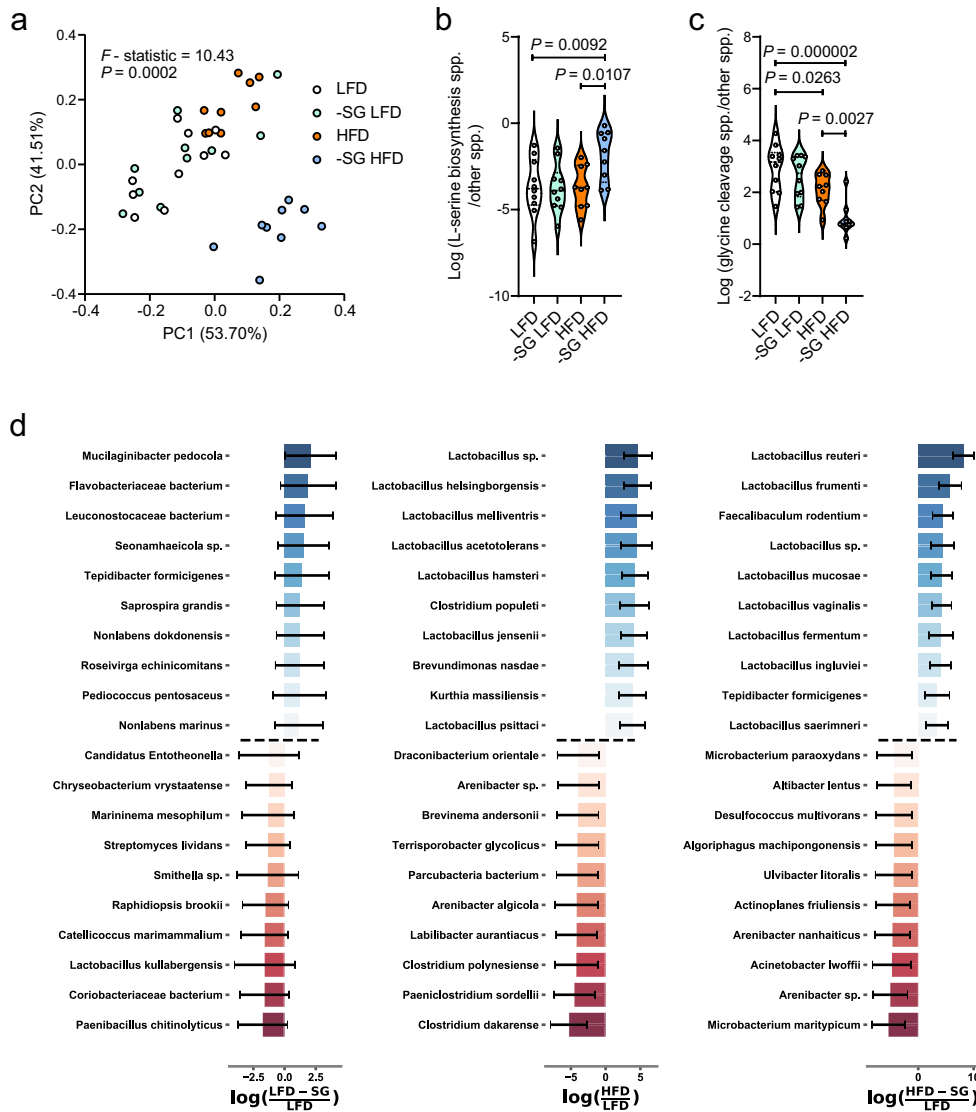 a
F - statistic = 10.43
P = 0.0002
PC2 (41.51%)
0.4
0.2
0.0
-0.2
-0.4
-0.4
-0.2
0.0
0.2
0.4
PC1 (53.70%)
LFD
-SG LFD
HFD
-SG HFD
b
Log (L-serine biosynthesis spp.
/other spp.)
P = 0.0092
P = 0.0107
5
0
-5
-10
LFD
-SG LFD
HFD
-SG HFD
c
Log (glycine cleavage spp./other spp.)
P = 0.000002
P = 0.0263
P = 0.0027
8
6
4
2
0
-2
LFD
-SG LFD
HFD
-SG HFD
d
Mucilaginibacter pedocola
Flavobacteriaceae bacterium
Leuconostocaceae bacterium
Seonamhaeicola sp.
Tepidibacter formicigenes
Saprospira grandis
Nonlabens dokdonensis
Roseivirga echinicomitans
Pediococcus pentosaceus
Nonlabens marinus
Candidatus Entotheonella
Chryseobacterium vrystaatense
Marininema mesophilum
Streptomyces lividans
Smithella sp.
Raphidiopsis brookii
Catellicoccus marimammalium
Lactobacillus kullabergensis
Coriobacteriaceae bacterium
Paenibacillus chitinolyticus
−2.5 0.0 2.5
log(LFD − SG/LFD)
Lactobacillus sp.
Lactobacillus helsingborgensis
Lactobacillus melliventris
Lactobacillus acetotolerans
Lactobacillus hamsteri
Clostridium populeti
Lactobacillus jensenii
Brevundimonas nasdae
Kurthia massiliensis
Lactobacillus psittaci
Draconibacterium orientale
Arenibacter sp.
Brevinema andersonii
Terrisporobacter glycolicus
Parcubacteria bacterium
Arenibacter algicola
Labilibacter aurantiacus
Clostridium polynesiense
Paeniclostridium sordellii
Clostridium dakarense
−5 0 5
log(HFD/LFD)
Lactobacillus reuteri
Lactobacillus frumenti
Faecalibaculum rodentium
Lactobacillus sp.
Lactobacillus mucosae
Lactobacillus vaginalis
Lactobacillus fermentum
Lactobacillus ingluviei
Tepidibacter formicigenes
Lactobacillus saerimneri
Microbacterium paraoxydans
Altibacter lentus
Desulfococcus multivorans
Algoriphagus machipongonensis
Ulvibacter litoralis
Actinoplanes friuliensis
Arenibacter nanhaiticus
Acinetobacter lwoffii
Arenibacter sp.
Microbacterium maritypicum
0 10
log(HFD − SG/LFD)